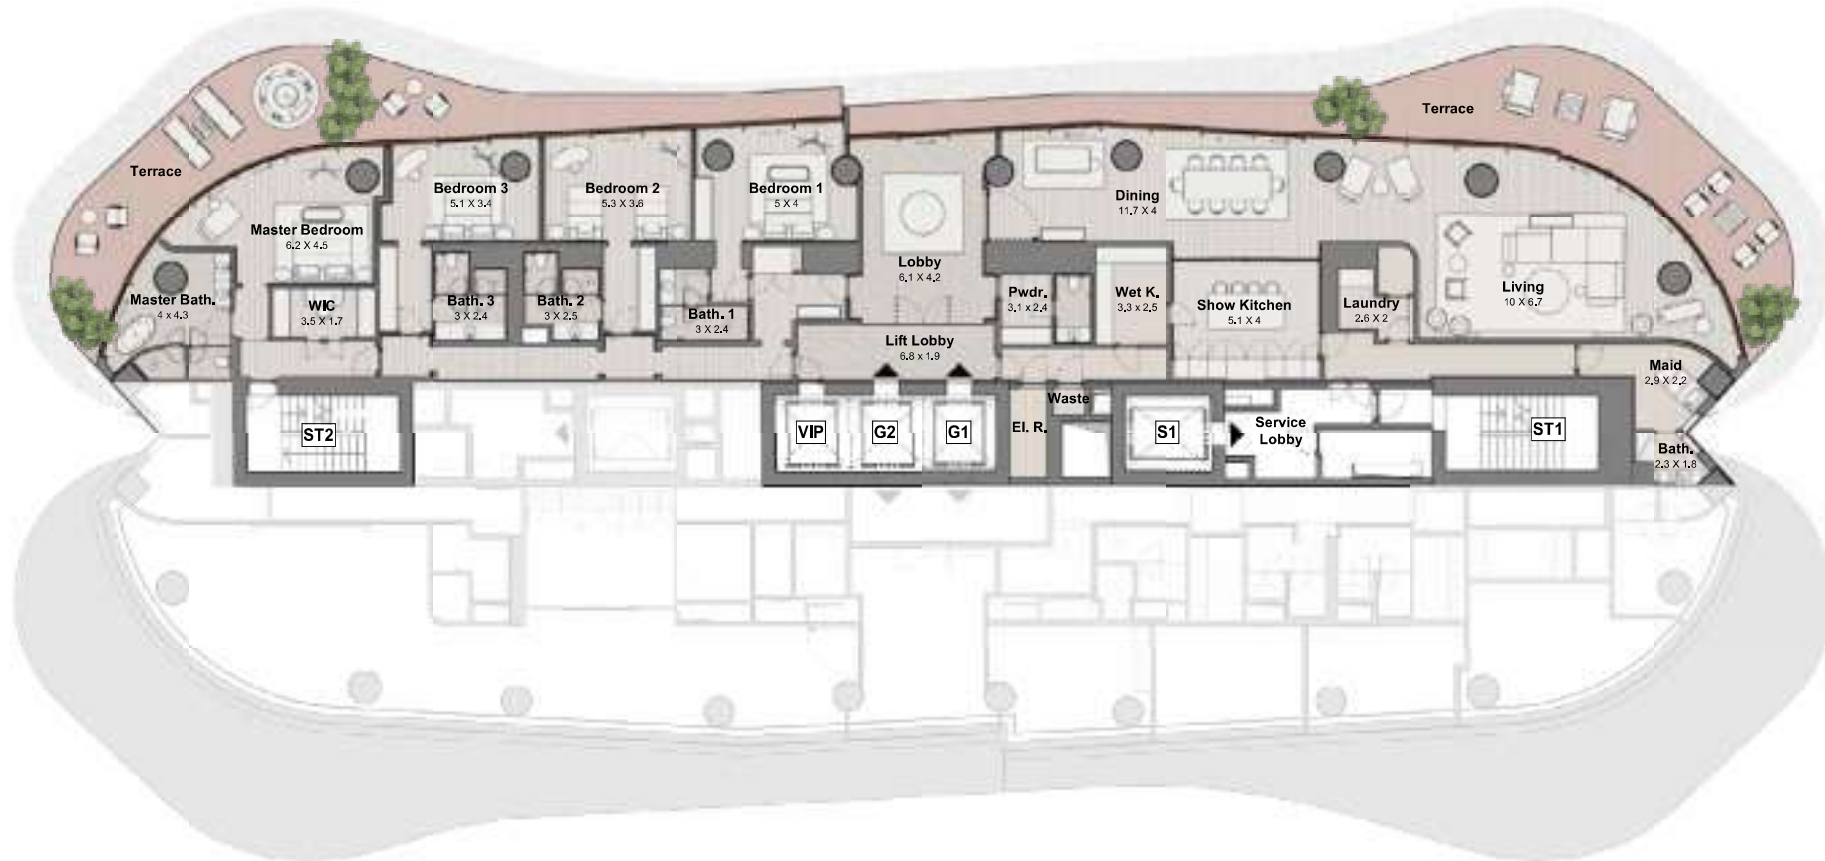 Terrace
Terrace
Master Bedroom
6.2 X 4.5
Bedroom 3
5.1 X 3.4
Bedroom 2
5.3 X 3.6
Bedroom 1
5 X 4
Lobby
6.1 X 4.2
Dining
11.7 X 4
Living
10 X 6.7
Master Bath.
4 x 4.3
WIC
3.5 X 1.7
Bath. 3
3 X 2.4
Bath. 2
3 X 2.5
Bath. 1
3 X 2.4
Pwdr.
3.1 x 2.4
Wet K.
3.3 x 2.5
Show Kitchen
5.1 X 4
Laundry
2.6 X 2
Lift Lobby
6.8 x 1.9
Maid
2.9 X 2.2
Waste
El. R.
ST2
VIP
G2
G1
S1
Service
Lobby
ST1
Bath.
2.3 X 1.8